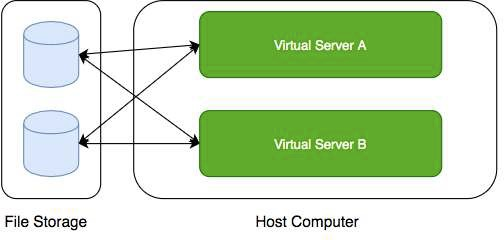 Virtual Server A
Virtual Server B
File Storage
Host Computer